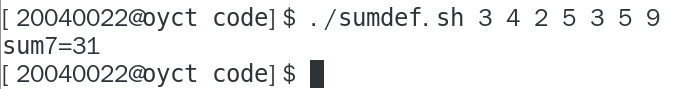 [ 20040022@oyct code] $ ./sumdef. sh 3 4 2 5 3 5 9
sum7=31
[ 20040022@oyct code] $